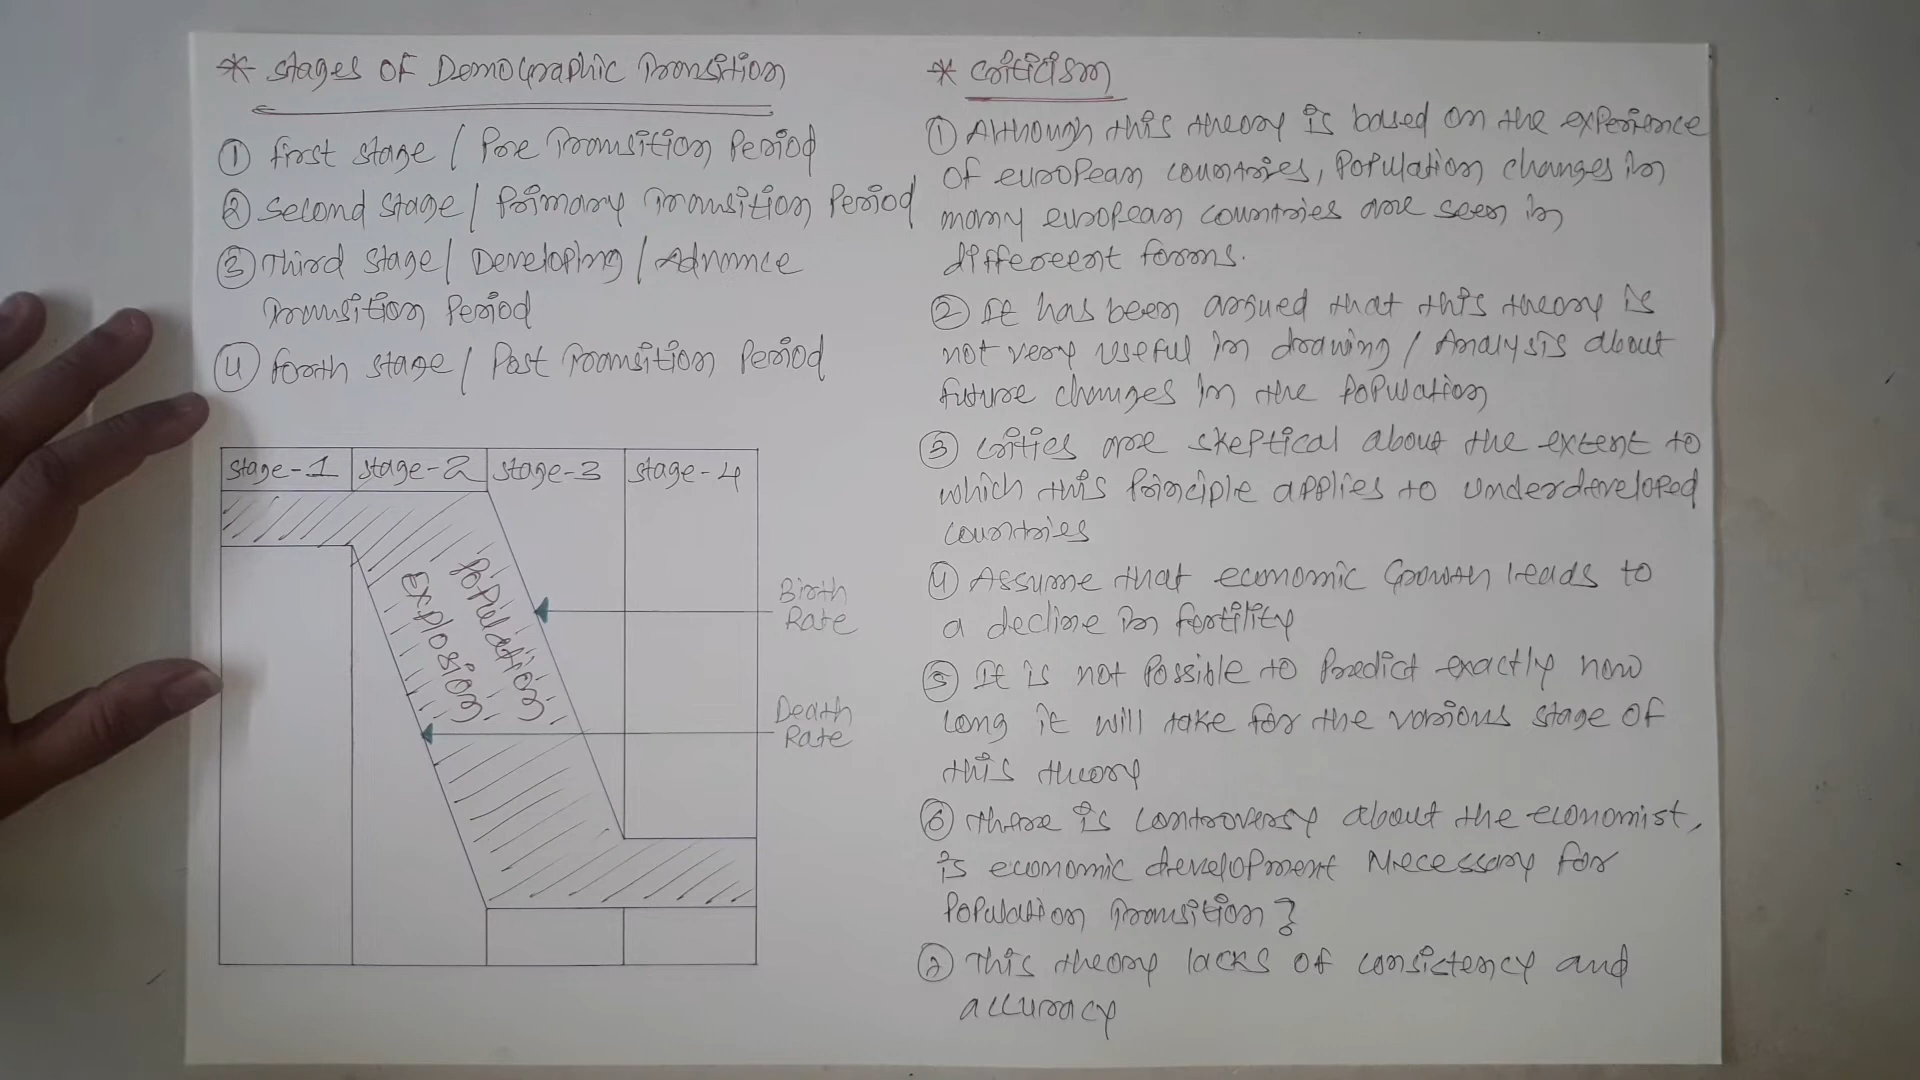 * Stages of Demographic Transition
① first stage / Pre Transition Period
② Second stage / Primary Transition Period
③ Third stage / Developing / Advance
Transition Period
④ forth stage / Post Transition Period
stage-1 stage-2 stage-3 stage-4
Population
Explosion
Birth
Rate
Death
Rate
* Criticism
① Although this theory is based on the experience
of european countries, Population changes in
many european countries are seen in
differeent forms.
② It has been argued that this theory is
not very useful in drawing / Analysis about
future changes in the population
③ Critics are skeptical about the extent to
which this Principle applies to underdeveloped
countries
④ Assume that economic Growth leads to
a decline in fertility
⑤ It is not Possible to Predict exactly how
long it will take for the various stage of
this theory
⑥ There is controversy about the economist,
is economic development Necessary for
Population Transition?
⑦ This theory lacks of consistency and
accuracy